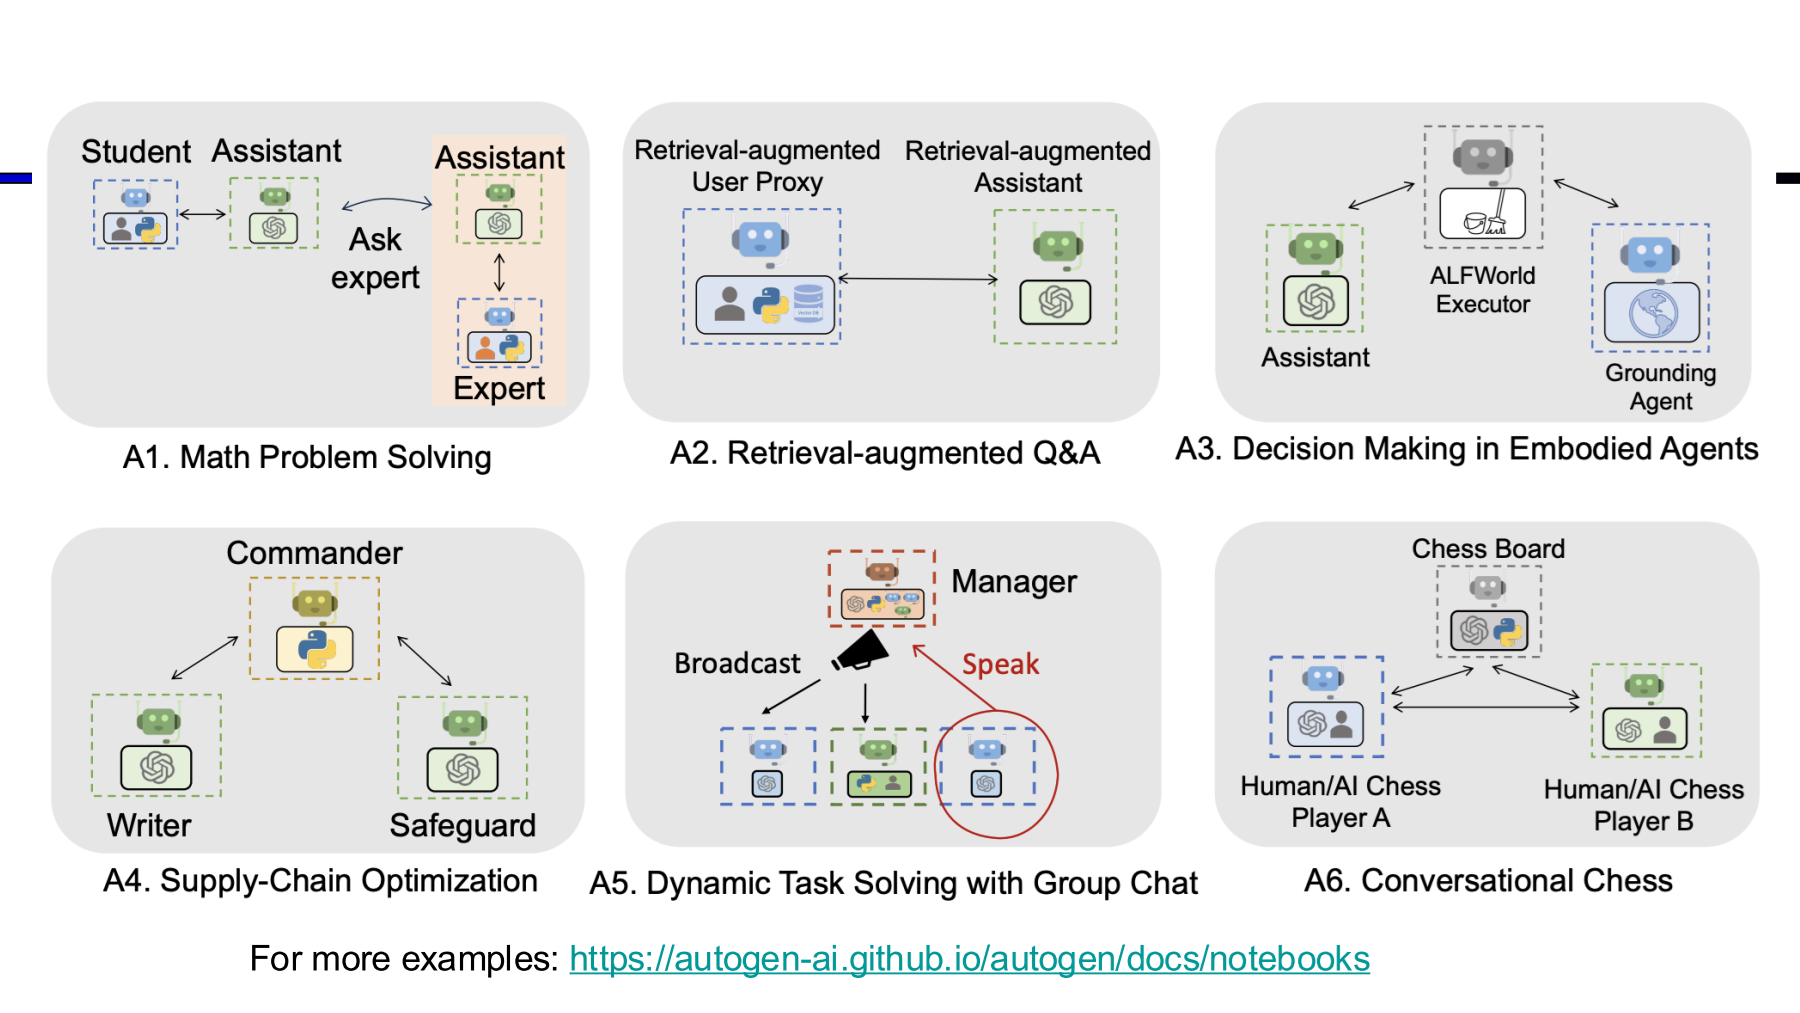 Student
Assistant
Assistant
Ask
expert
Expert
A1. Math Problem Solving
Retrieval-augmented
User Proxy
Retrieval-augmented
Assistant
Vector DB
A2. Retrieval-augmented Q&A
ALFWorld
Executor
Assistant
Grounding
Agent
A3. Decision Making in Embodied Agents
Commander
Writer
Safeguard
A4. Supply-Chain Optimization
Manager
Broadcast
Speak
A5. Dynamic Task Solving with Group Chat
Chess Board
Human/AI Chess
Player A
Human/AI Chess
Player B
A6. Conversational Chess
For more examples: https://autogen-ai.github.io/autogen/docs/notebooks